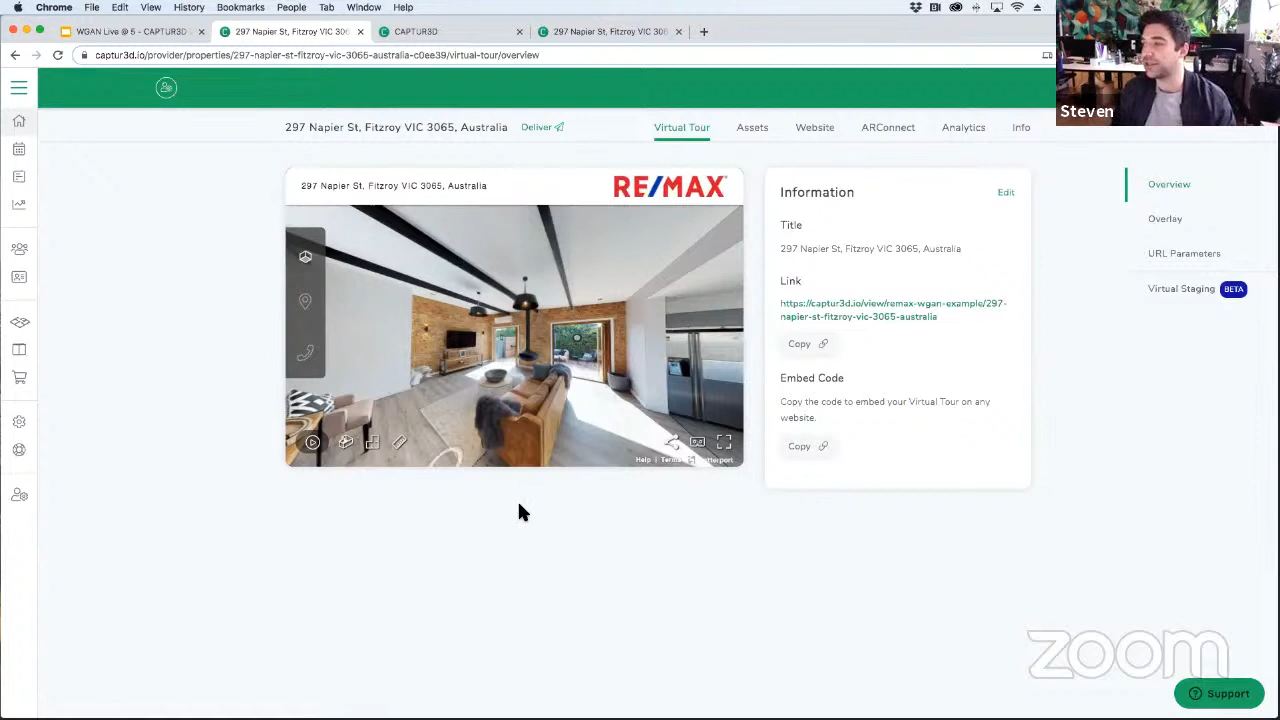 Chrome File Edit View History Bookmarks People Tab Window Help
WGAN Live @ 5 - CAPTUR3D
297 Napier St, Fitzroy VIC 306
CAPTUR3D
297 Napier St, Fitzroy VIC 306
captur3d.io/provider/properties/297-napier-st-fitzroy-vic-3065-australia-c0ee39/virtual-tour/overview
Steven
297 Napier St, Fitzroy VIC 3065, Australia
Deliver
Virtual Tour
Assets
Website
ARConnect
Analytics
Info
297 Napier St, Fitzroy VIC 3065, Australia
RE/MAX
Help | Terms
Information
Edit
Title
297 Napier St, Fitzroy VIC 3065, Australia
Link
https://captur3d.io/view/remax-wgan-example/297-
napier-st-fitzroy-vic-3065-australia
Copy
Embed Code
Copy the code to embed your Virtual Tour on any
website.
Copy
Overview
Overlay
URL Parameters
Virtual Staging BETA
zoom
Support